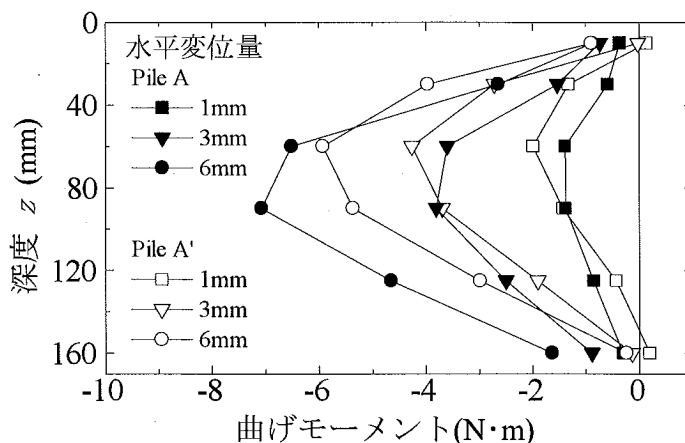 水平変位量
Pile A
1mm
3mm
6mm
Pile A'
1mm
3mm
6mm
深度 z (mm)
0
40
80
120
160
-10
-8
-6
-4
-2
0
2
曲げモーメント(N・m)